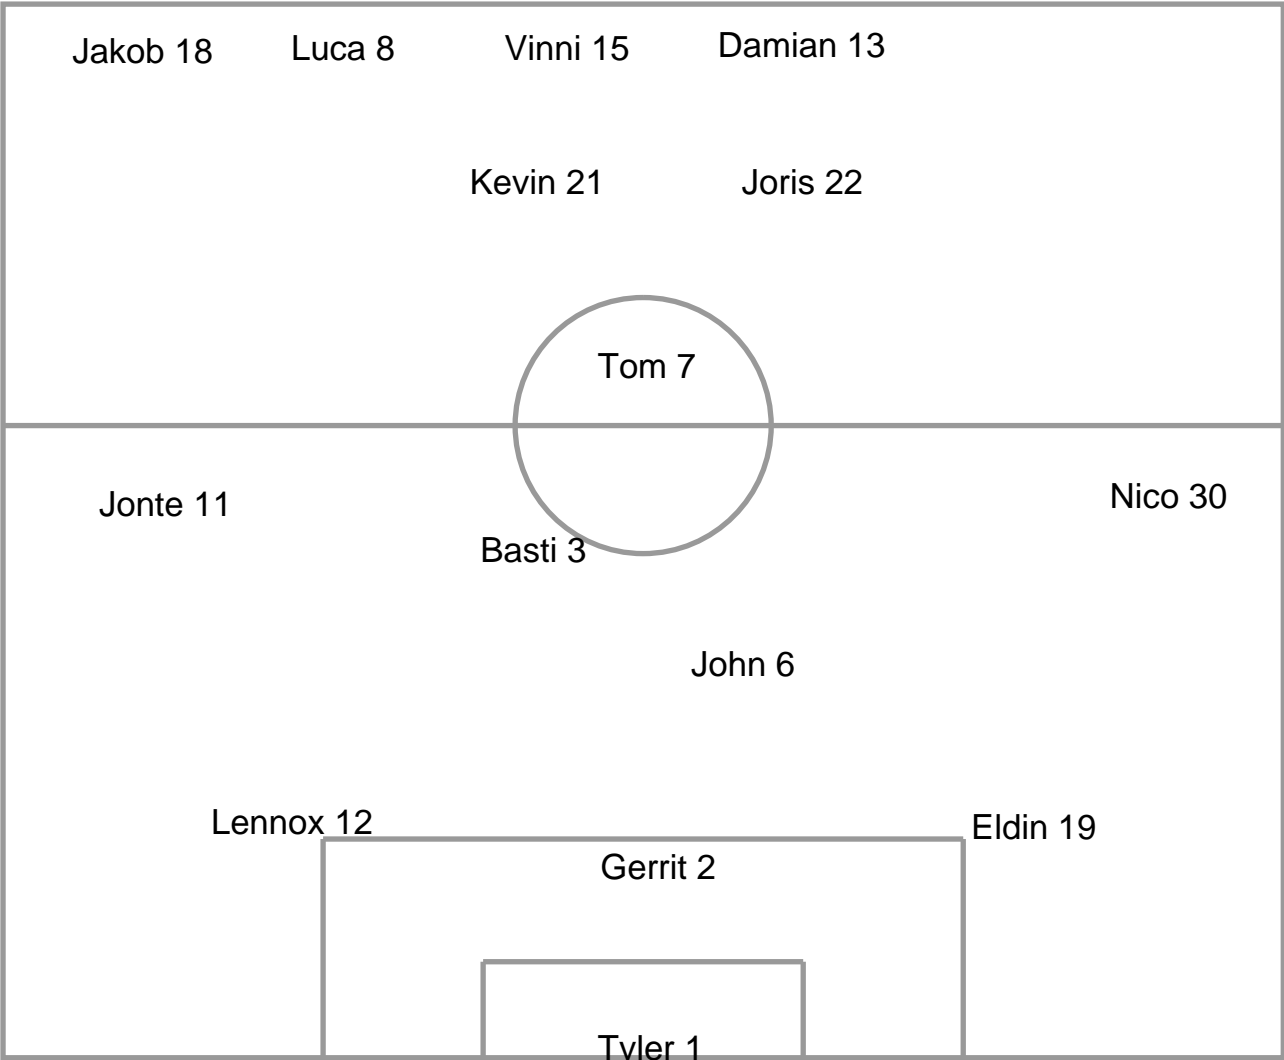 Jakob 18 Luca 8 Vinni 15 Damian 13
Kevin 21 Joris 22
Tom 7
Jonte 11 Nico 30
Basti 3
John 6
Lennox 12 Eldin 19
Gerrit 2
Tyler 1